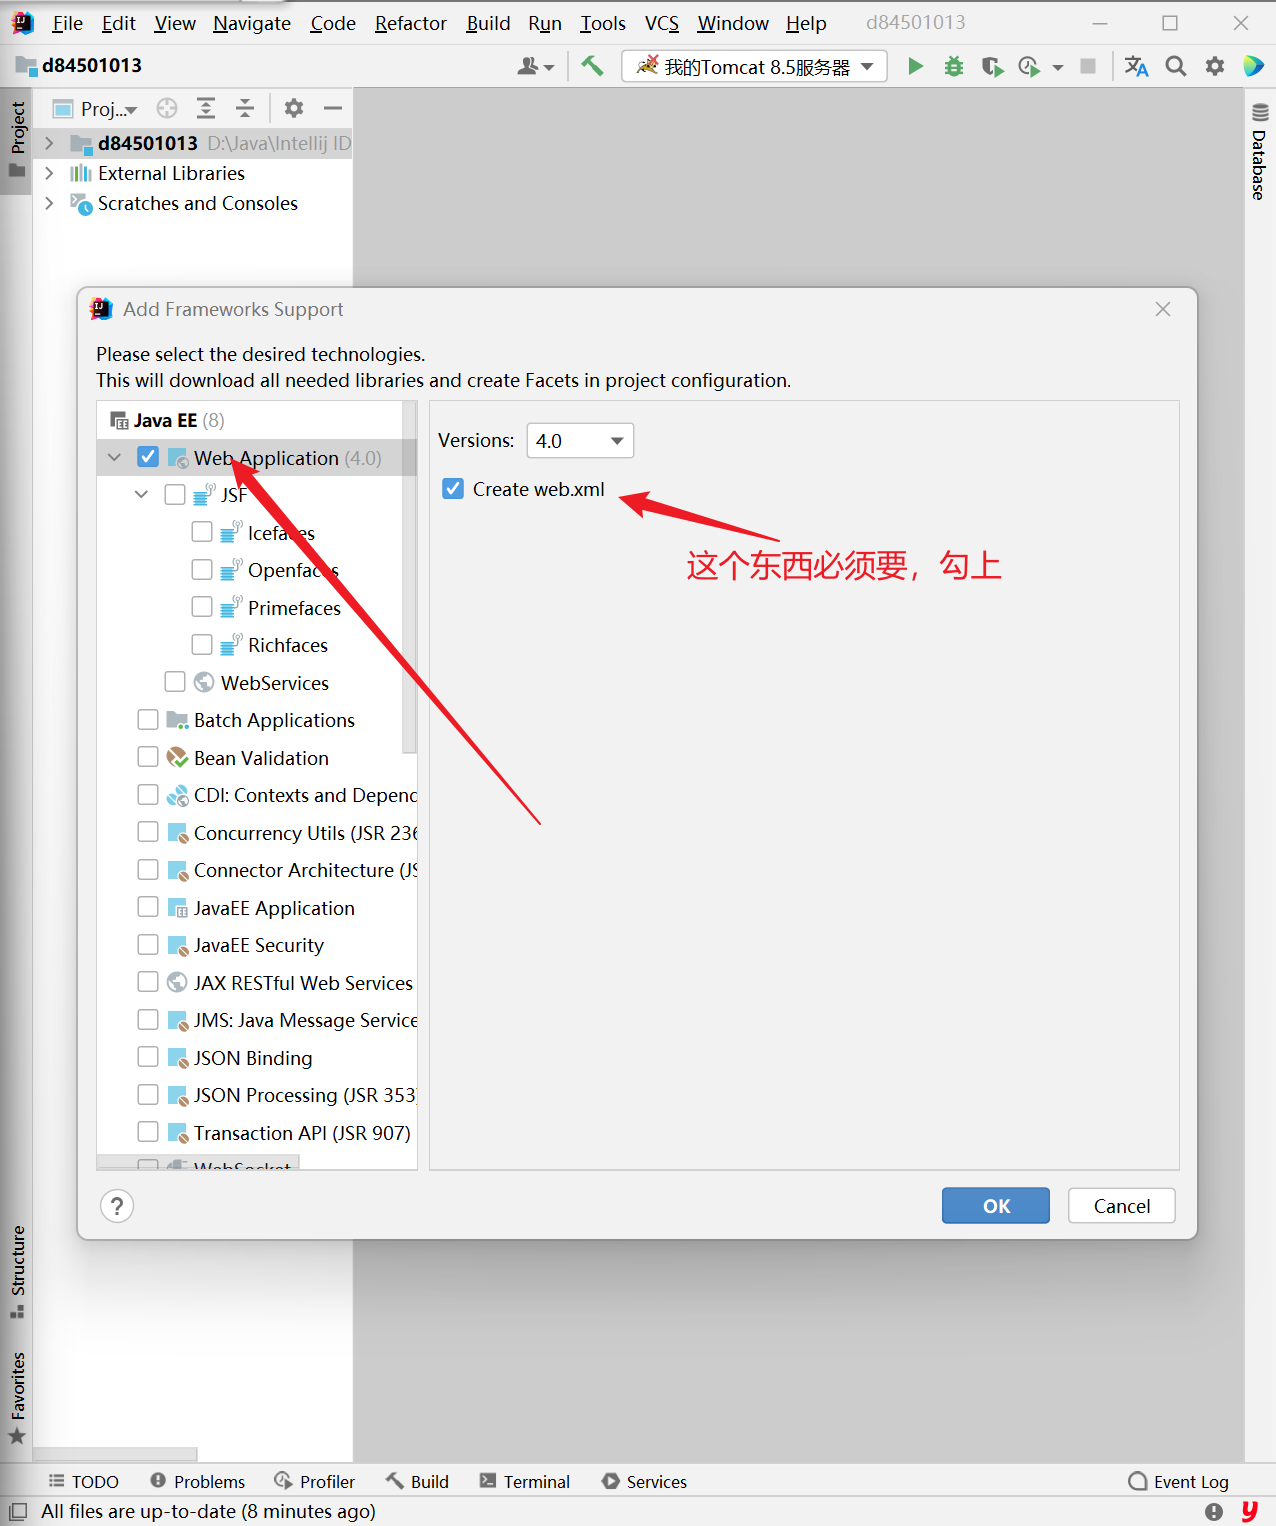 File Edit View Navigate Code Refactor Build Run Tools VCS Window Help d84501013
d84501013 我的Tomcat 8.5服务器
Project
Proj...
d84501013 D:\Java\Intellij ID
External Libraries
Scratches and Consoles
Database
Add Frameworks Support
Please select the desired technologies.
This will download all needed libraries and create Facets in project configuration.
Java EE (8)
Web Application (4.0)
JSF
Icefaces
Openfaces
Primefaces
Richfaces
WebServices
Batch Applications
Bean Validation
CDI: Contexts and Depend
Concurrency Utils (JSR 236
Connector Architecture (JS
JavaEE Application
JavaEE Security
JAX RESTful Web Services
JMS: Java Message Service
JSON Binding
JSON Processing (JSR 353)
Transaction API (JSR 907)
WebSocket
Versions: 4.0
Create web.xml
这个东西必须要，勾上
? OK Cancel
Structure
Favorites
TODO Problems Profiler Build Terminal Services Event Log
All files are up-to-date (8 minutes ago)